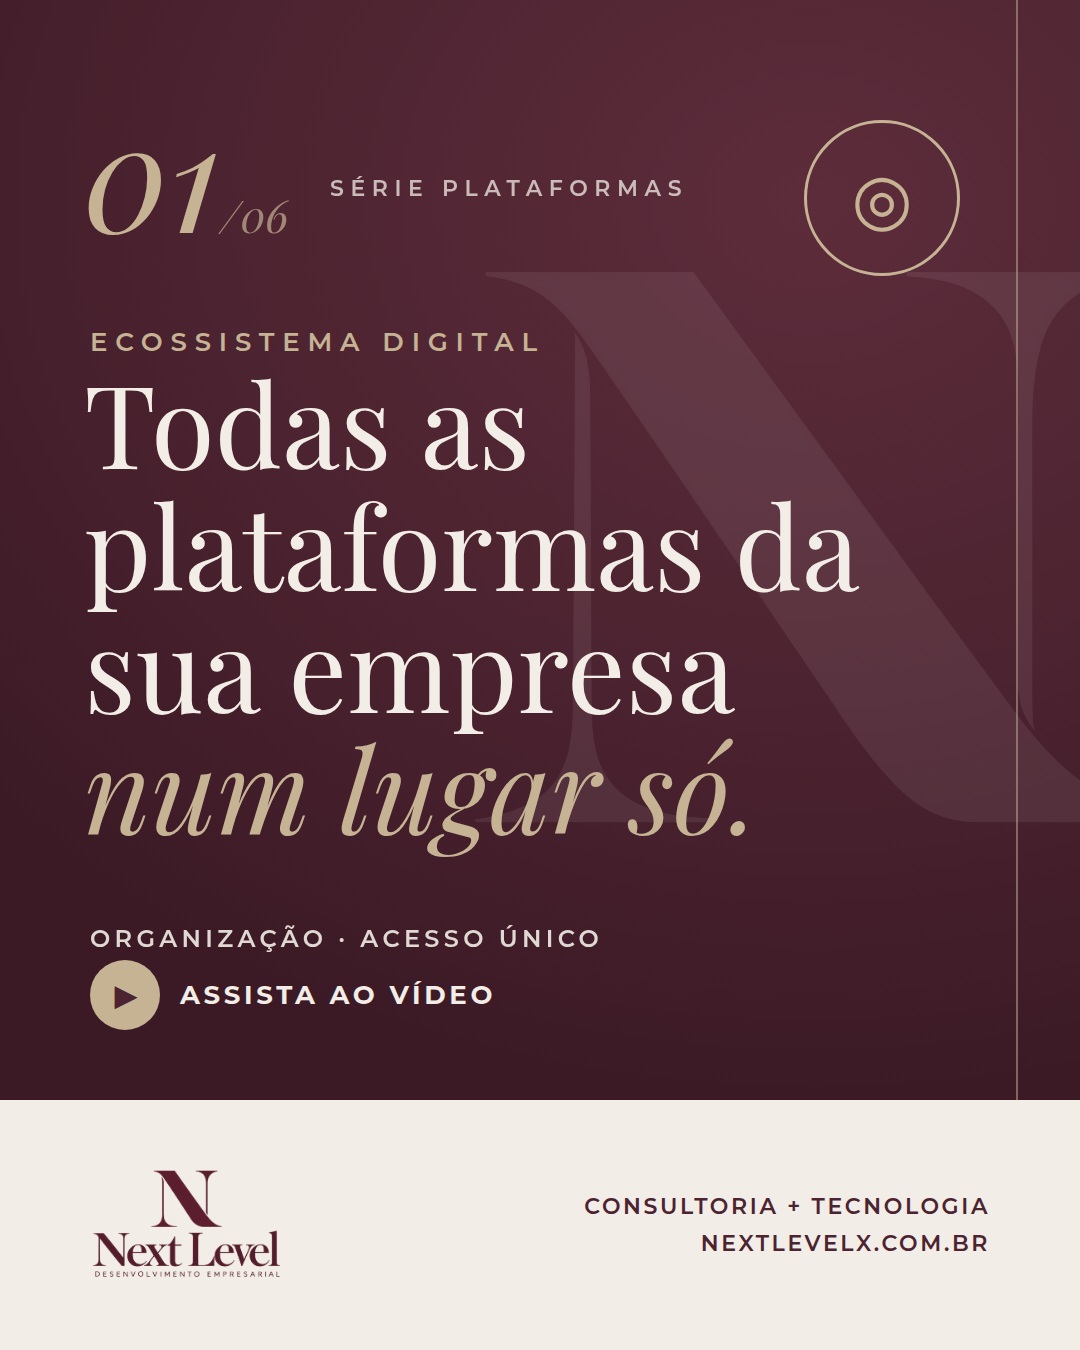 01/06
SÉRIE PLATAFORMAS
ECOSSISTEMA DIGITAL
Todas as
plataformas da
sua empresa
num lugar só.
ORGANIZAÇÃO · ACESSO ÚNICO
ASSISTA AO VÍDEO
N
Next Level
DESENVOLVIMENTO EMPRESARIAL
CONSULTORIA + TECNOLOGIA
NEXTLEVELX.COM.BR